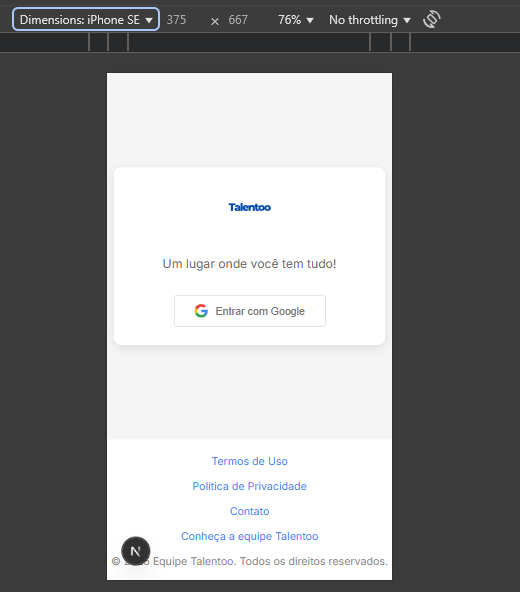 Dimensions: iPhone SE 375 × 667 76% No throttling
Talentoo
Um lugar onde você tem tudo!
Entrar com Google
Termos de Uso
Política de Privacidade
Contato
Conheça a equipe Talentoo
N
© Equipe Talentoo. Todos os direitos reservados.